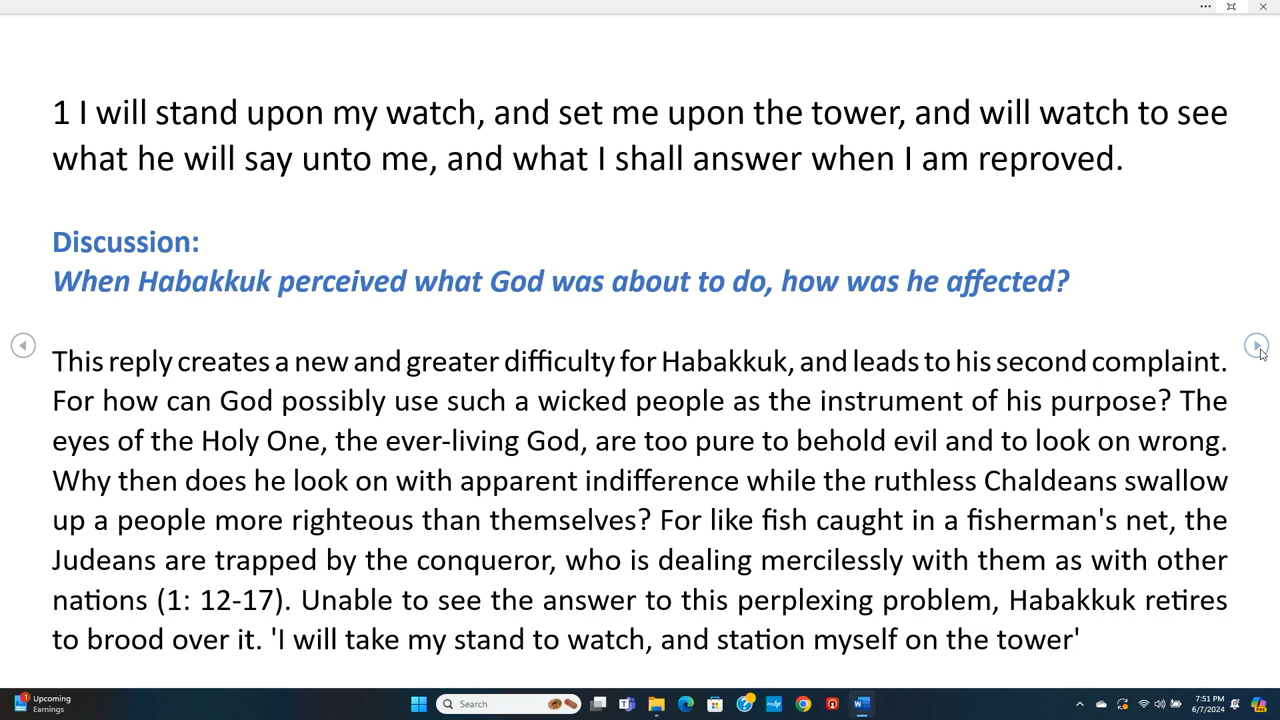 1 I will stand upon my watch, and set me upon the tower, and will watch to see
what he will say unto me, and what I shall answer when I am reproved.
Discussion:
When Habakkuk perceived what God was about to do, how was he affected?
This reply creates a new and greater difficulty for Habakkuk, and leads to his second complaint.
For how can God possibly use such a wicked people as the instrument of his purpose? The
eyes of the Holy One, the ever-living God, are too pure to behold evil and to look on wrong.
Why then does he look on with apparent indifference while the ruthless Chaldeans swallow
up a people more righteous than themselves? For like fish caught in a fisherman's net, the
Judeans are trapped by the conqueror, who is dealing mercilessly with them as with other
nations (1: 12-17). Unable to see the answer to this perplexing problem, Habakkuk retires
to brood over it. 'I will take my stand to watch, and station myself on the tower'
1
Upcoming
Earnings
Search
7:51 PM
6/7/2024